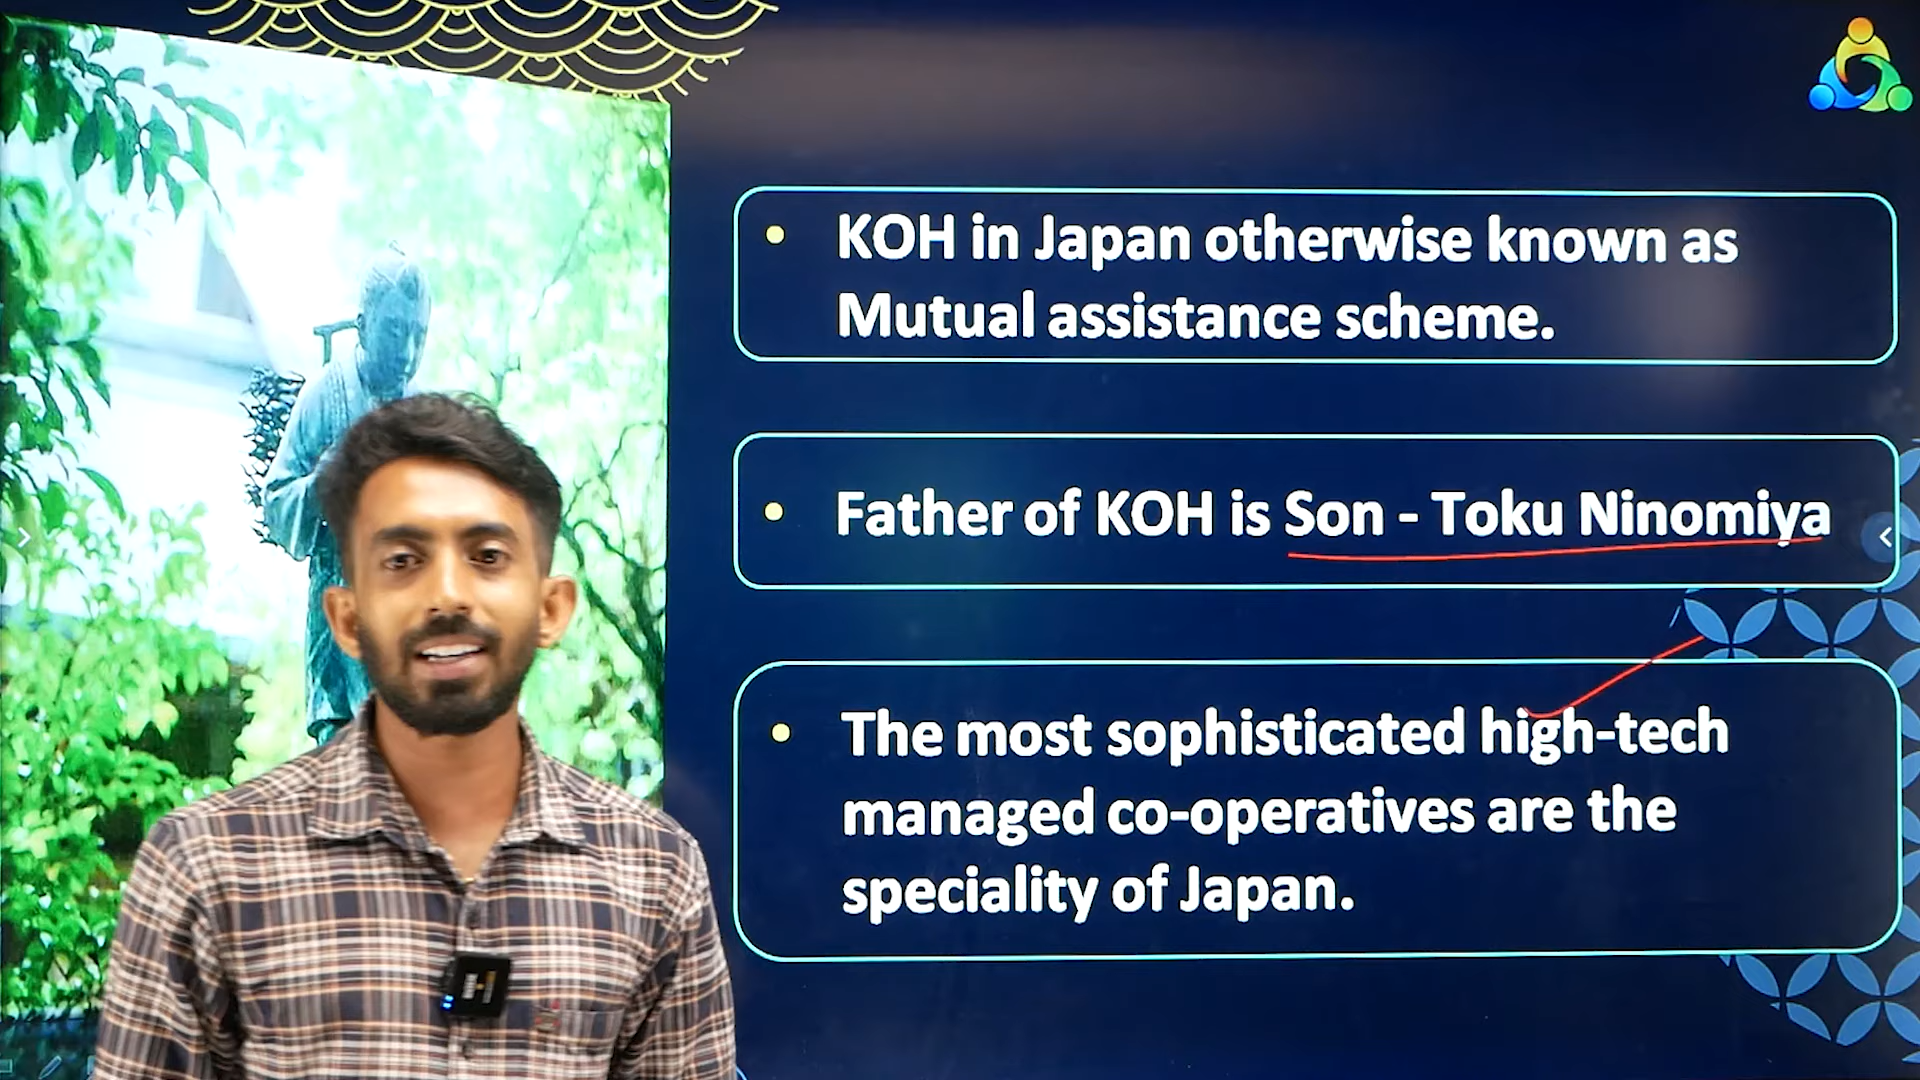 • KOH in Japan otherwise known as
Mutual assistance scheme.
• Father of KOH is Son - Toku Ninomiya
• The most sophisticated high-tech
managed co-operatives are the
speciality of Japan.